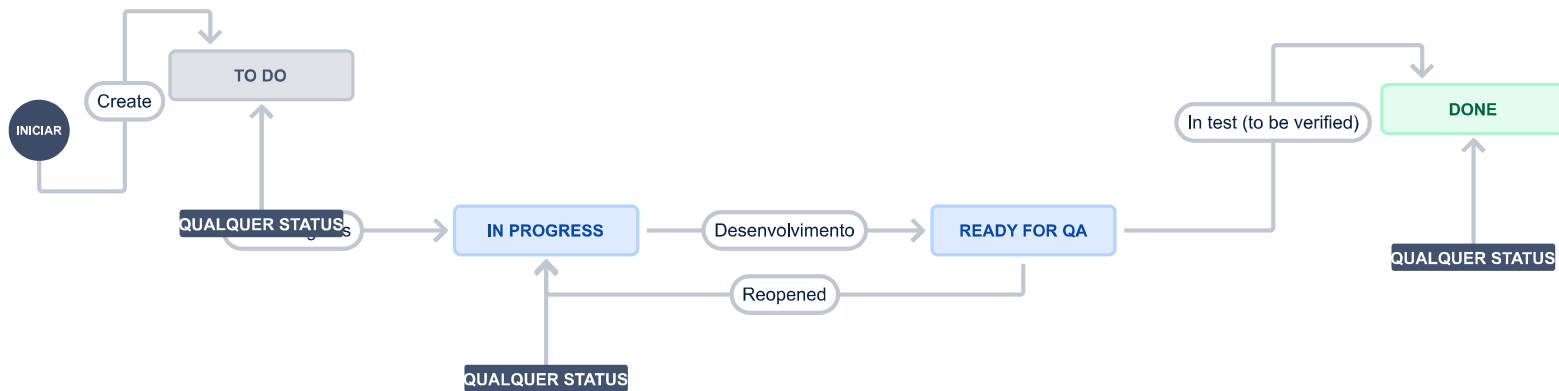 TO DO
Create
INICIAR
In test (to be verified)
DONE
QUALQUER STATUS
IN PROGRESS
Desenvolvimento
READY FOR QA
QUALQUER STATUS
Reopened
QUALQUER STATUS